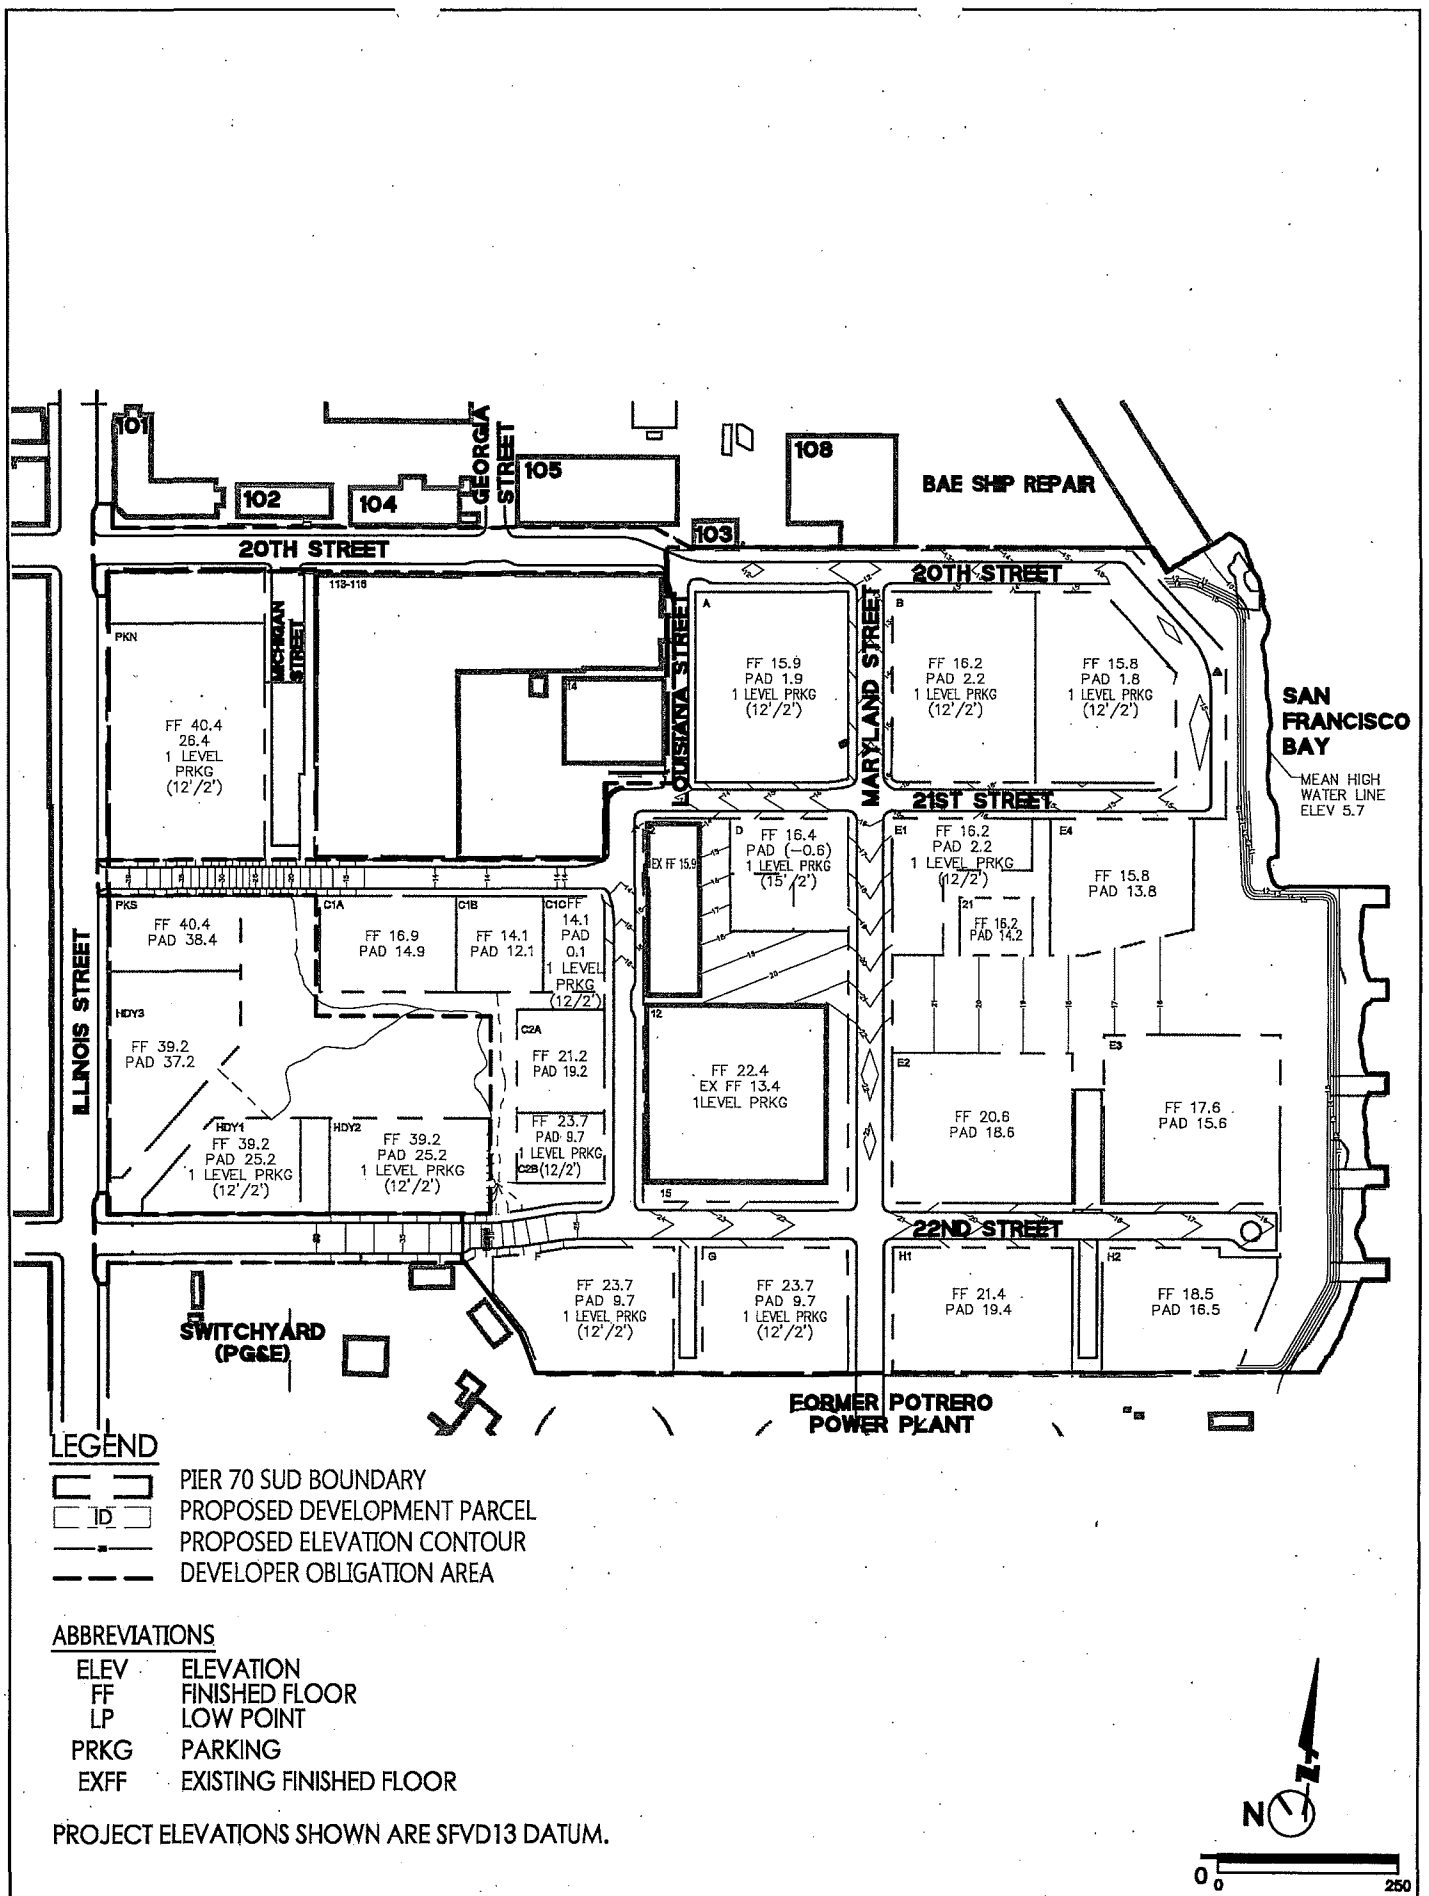 101
102
104
GEORGIA
STREET
105
103
108
BAE SHIP REPAIR
20TH STREET
20TH STREET
113-116
MICHIGAN
STREET
PKN
FF 40.4
26.4
1 LEVEL
PRKG
(12'/2')
14
LOUISIANA STREET
A
FF 15.9
PAD 1.9
1 LEVEL PRKG
(12'/2')
MARYLAND STREET
B
FF 16.2
PAD 2.2
1 LEVEL PRKG
(12'/2')
FF 15.8
PAD 1.8
1 LEVEL PRKG
(12'/2')
SAN
FRANCISCO
BAY
MEAN HIGH
WATER LINE
ELEV 5.7
21ST STREET
EX FF 15.9
D
FF 16.4
PAD (-0.6)
1 LEVEL PRKG
(15'/2')
E1
FF 16.2
PAD 2.2
1 LEVEL PRKG
(12/2')
21
FF 16.2
PAD 14.2
E4
FF 15.8
PAD 13.8
PKS
FF 40.4
PAD 38.4
C1A
FF 16.9
PAD 14.9
C1B
FF 14.1
PAD 12.1
C1C
FF
14.1
PAD
0.1
1 LEVEL
PRKG
(12/2')
ILLINOIS STREET
HDY3
FF 39.2
PAD 37.2
C2A
FF 21.2
PAD 19.2
12
FF 22.4
EX FF 13.4
1LEVEL PRKG
15
E2
FF 20.6
PAD 18.6
E3
FF 17.6
PAD 15.6
HDY1
FF 39.2
PAD 25.2
1 LEVEL PRKG
(12'/2')
HDY2
FF 39.2
PAD 25.2
1 LEVEL PRKG
(12'/2')
FF 23.7
PAD 9.7
1 LEVEL PRKG
C2B (12/2')
22ND STREET
F
FF 23.7
PAD 9.7
1 LEVEL PRKG
(12'/2')
G
FF 23.7
PAD 9.7
1 LEVEL PRKG
(12'/2')
H1
FF 21.4
PAD 19.4
H2
FF 18.5
PAD 16.5
SWITCHYARD
(PG&E)
FORMER POTRERO
POWER PLANT
LEGEND
PIER 70 SUD BOUNDARY
ID PROPOSED DEVELOPMENT PARCEL
PROPOSED ELEVATION CONTOUR
DEVELOPER OBLIGATION AREA
ABBREVIATIONS
ELEV ELEVATION
FF FINISHED FLOOR
LP LOW POINT
PRKG PARKING
EXFF EXISTING FINISHED FLOOR
PROJECT ELEVATIONS SHOWN ARE SFVD13 DATUM.
N
0 0 250